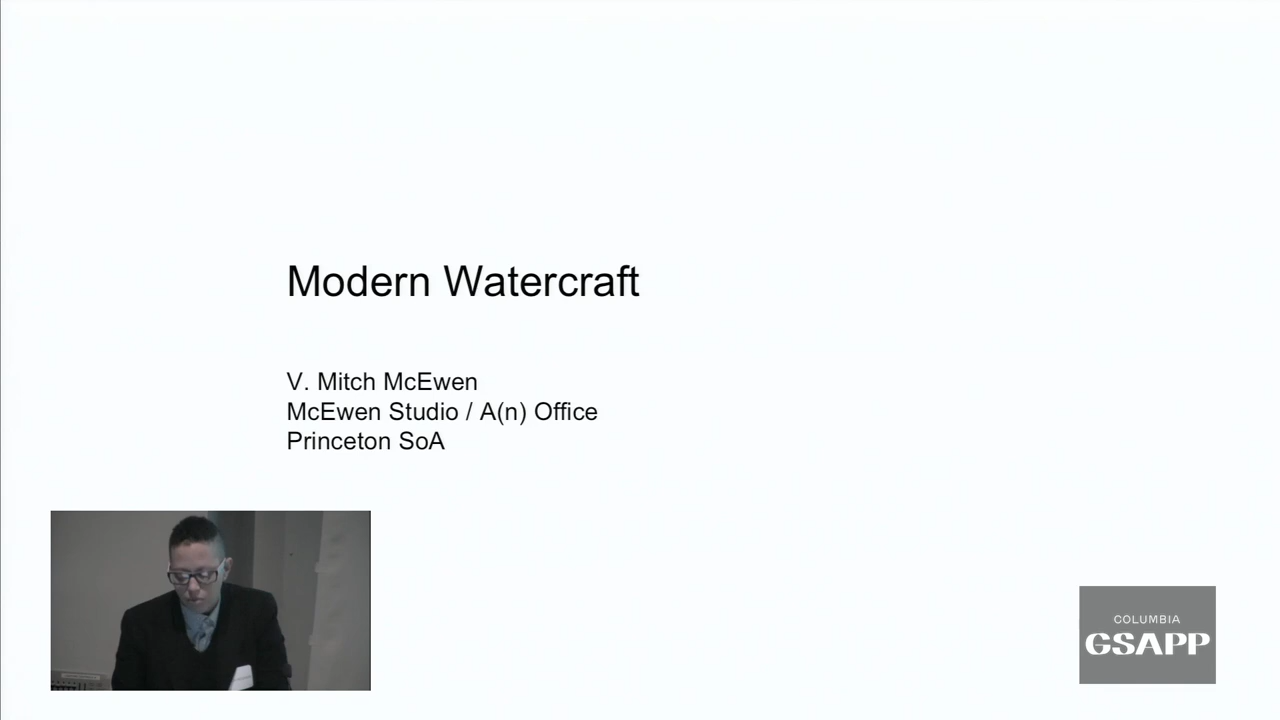 Modern Watercraft
V. Mitch McEwen
McEwen Studio / A(n) Office
Princeton SoA
COLUMBIA
GSAPP